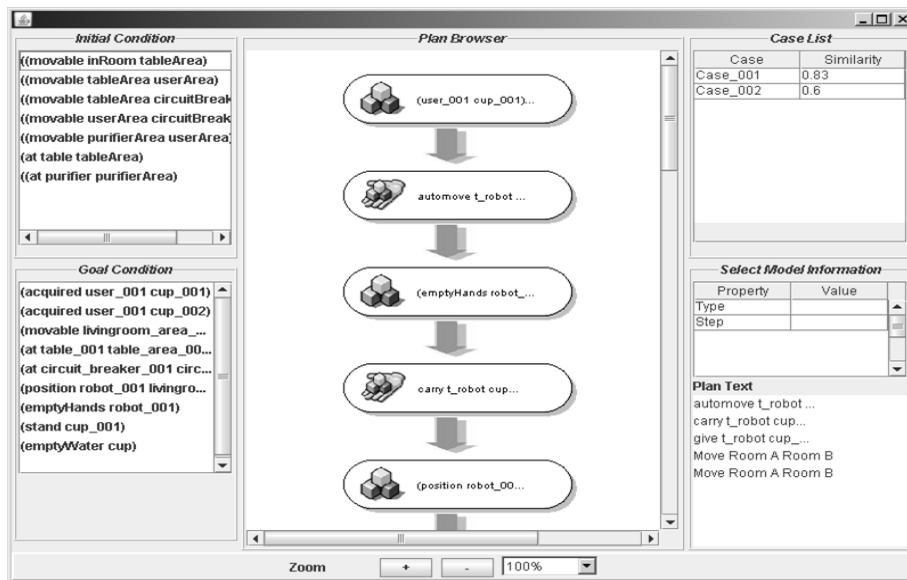 Initial Condition
((movable inRoom tableArea)
((movable tableArea userArea)
((movable tableArea circuitBreak
((movable userArea circuitBreak
((movable purifierArea userArea)
(at table tableArea)
((at purifier purifierArea)
Goal Condition
(acquired user_001 cup_001)
(acquired user_001 cup_002)
(movable livingroom_area_...
(at table_001 table_area_00...
(at circuit_breaker_001 circ...
(position robot_001 livingro...
(emptyHands robot_001)
(stand cup_001)
(emptyWater cup)
Plan Browser
(user_001 cup_001)...
automove t_robot ...
(emptyHands robot_...
carry t_robot cup...
(position robot_00...
Case List
Case Similarity
Case_001 0.83
Case_002 0.6
Select Model Information
Property Value
Type
Step
Plan Text
automove t_robot ...
carry t_robot cup...
give t_robot cup_...
Move Room A Room B
Move Room A Room B
Zoom + - 100%